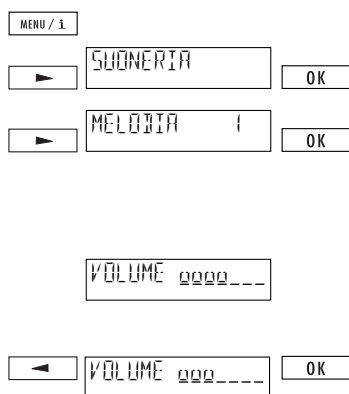 MENU / i
SUONERIA
OK
MELODIA 1
OK
VOLUME
VOLUME
OK